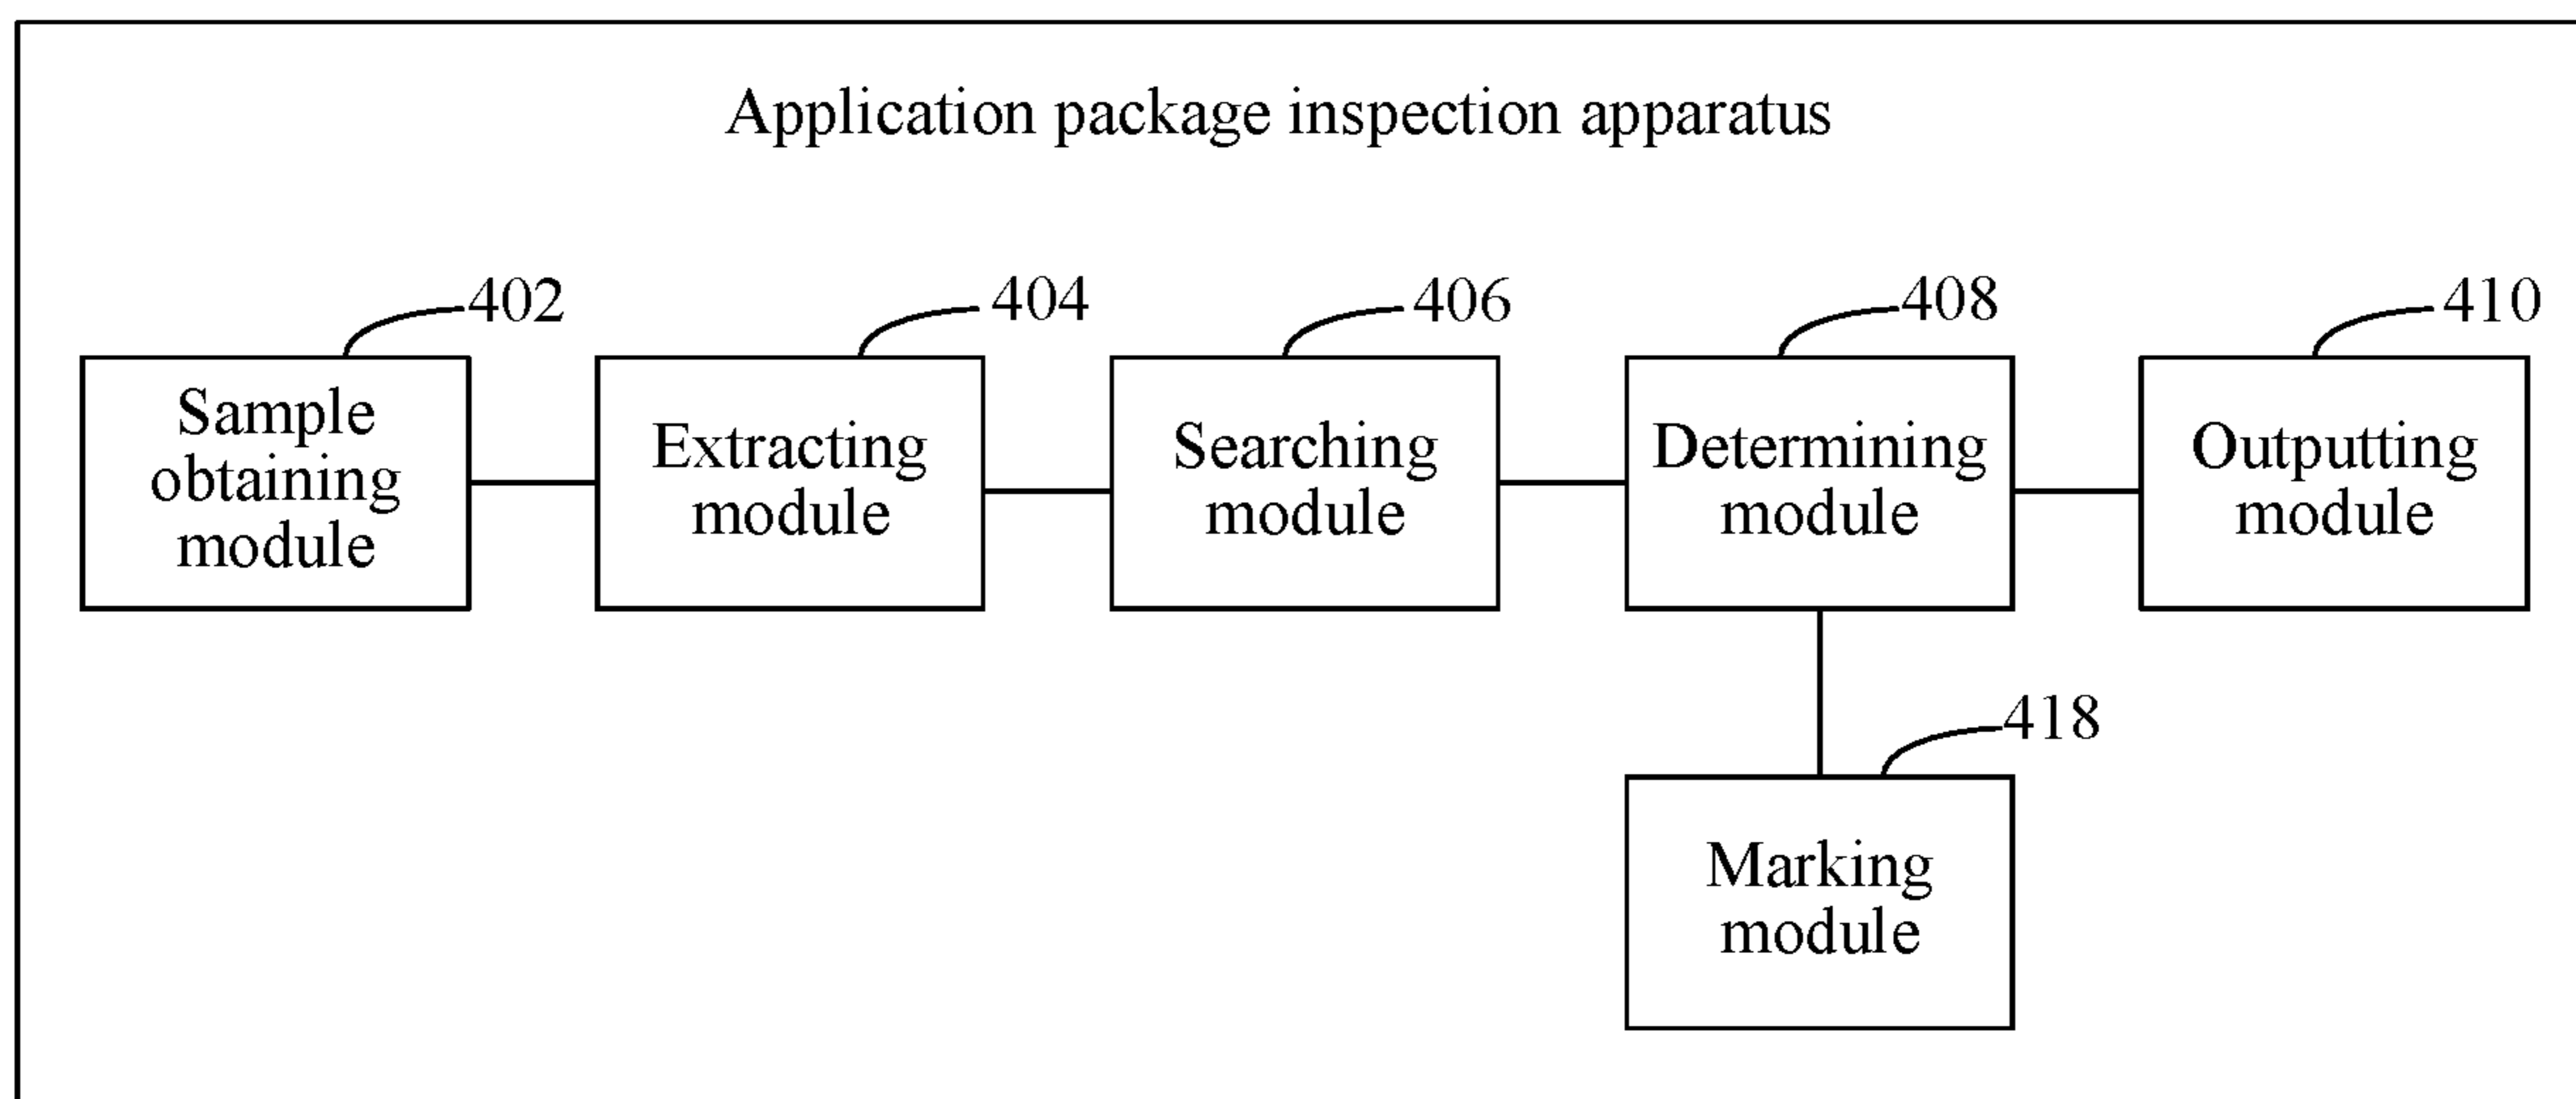 Application package inspection apparatus
402
404
406
408
410
Sample
obtaining
module
Extracting
module
Searching
module
Determining
module
Outputting
module
418
Marking
module